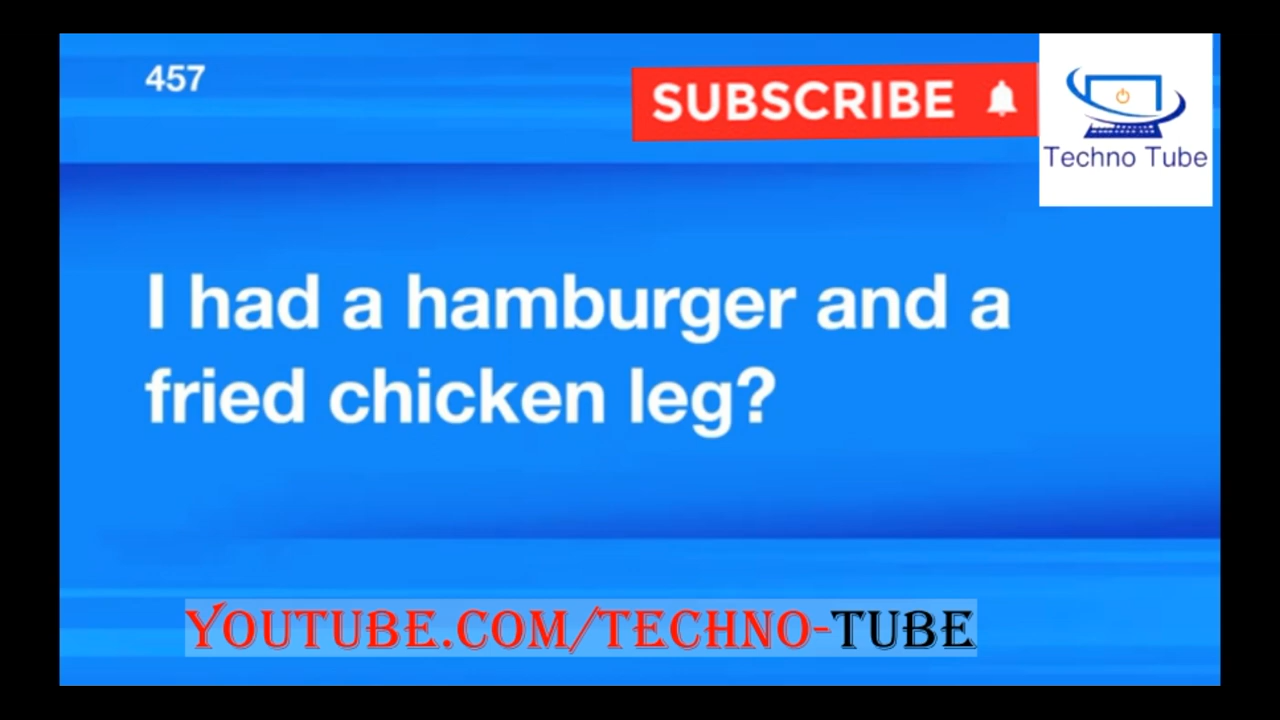 457
SUBSCRIBE
Techno Tube
I had a hamburger and a
fried chicken leg?
YOUTUBE.COM/TECHNO-TUBE